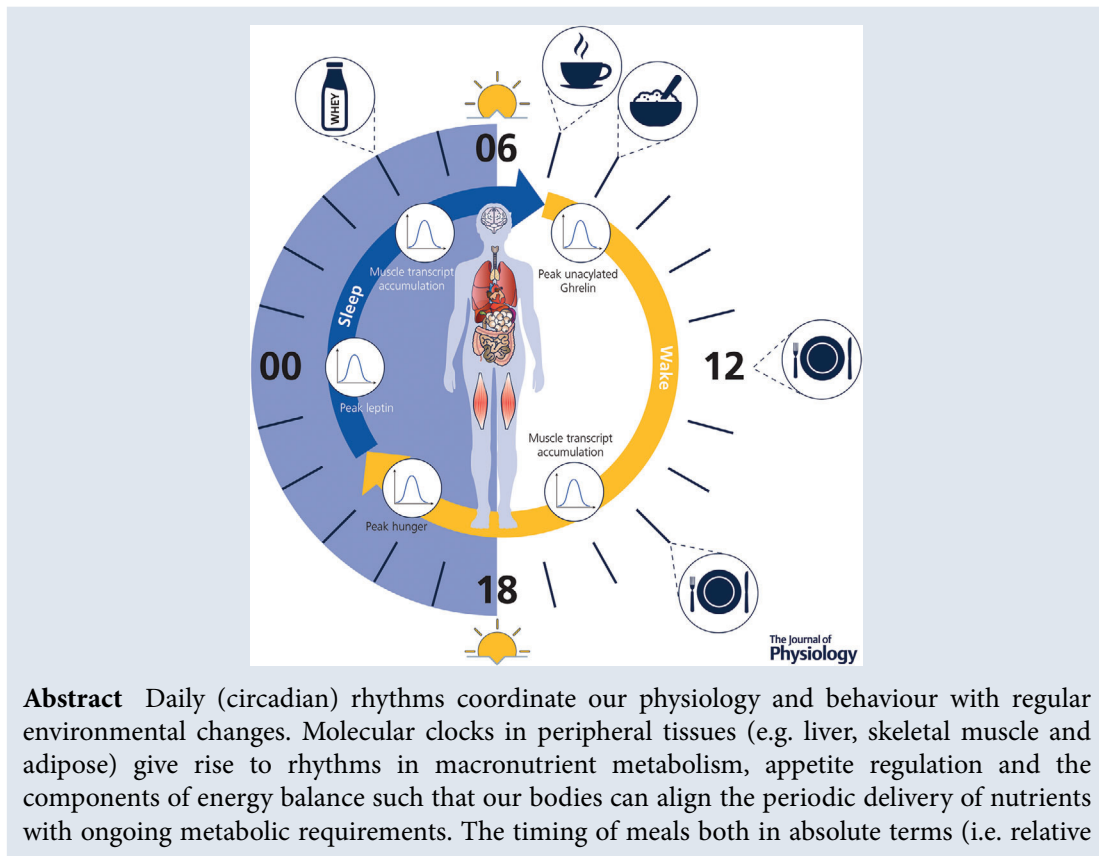 WHEY
06
Muscle transcript
accumulation
Peak unacylated
Ghrelin
Sleep
00
Wake
12
Peak leptin
Muscle transcript
accumulation
Peak hunger
18
The Journal of
Physiology
Abstract Daily (circadian) rhythms coordinate our physiology and behaviour with regular
environmental changes. Molecular clocks in peripheral tissues (e.g. liver, skeletal muscle and
adipose) give rise to rhythms in macronutrient metabolism, appetite regulation and the
components of energy balance such that our bodies can align the periodic delivery of nutrients
with ongoing metabolic requirements. The timing of meals both in absolute terms (i.e. relative